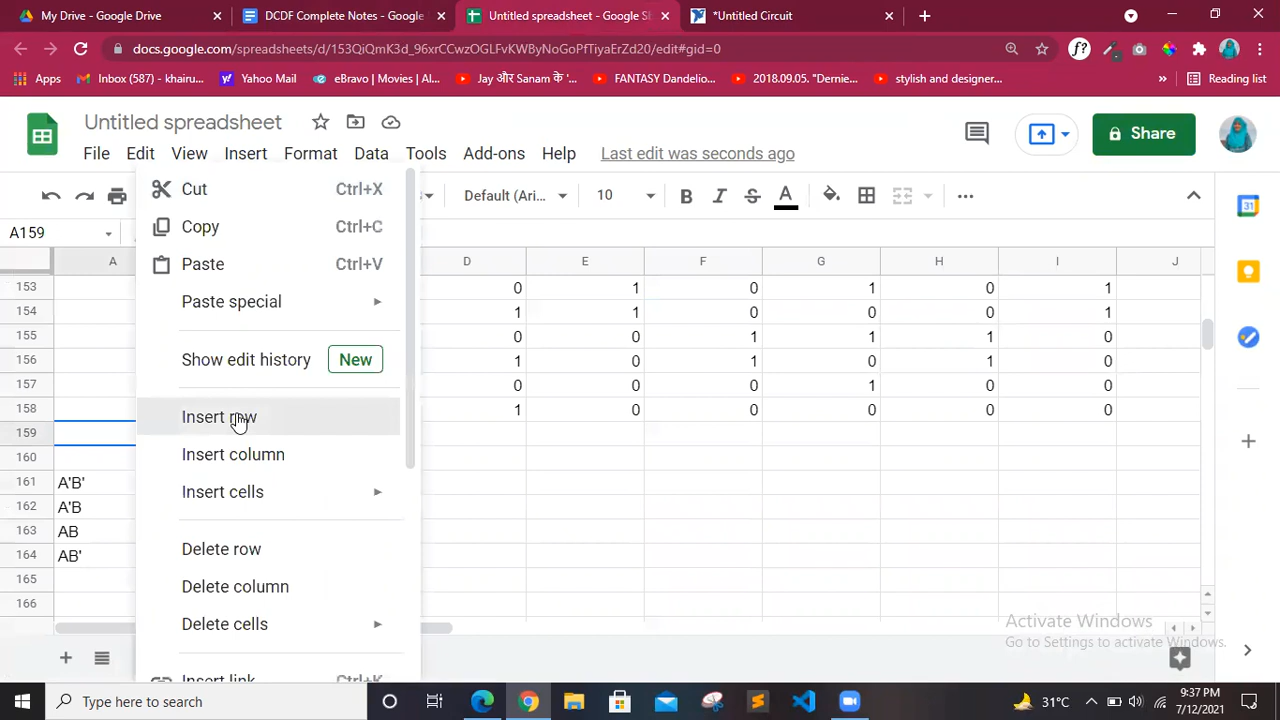 My Drive - Google Drive
DCDF Complete Notes - Google
Untitled spreadsheet - Google Sh
*Untitled Circuit
docs.google.com/spreadsheets/d/153QiQmK3d_96xrCCwzOGLFvKWByNoGoPfTiyaErZd20/edit#gid=0
Apps
Inbox (587) - khairu...
Yahoo Mail
eBravo | Movies | Al...
Jay और Sanam के '...
FANTASY Dandelio...
2018.09.05. "Dernie...
stylish and designer...
Reading list
Untitled spreadsheet
File Edit View Insert Format Data Tools Add-ons Help Last edit was seconds ago
Share
Default (Ari... 10 B I S A
A159
A D E F G H I J
153 0 1 0 1 0 1
154 1 1 0 0 0 1
155 0 0 1 1 1 0
156 1 0 1 0 1 0
157 0 0 0 1 0 0
158 1 0 0 0 0 0
159
160
161 A'B'
162 A'B
163 AB
164 AB'
165
166
Cut Ctrl+X
Copy Ctrl+C
Paste Ctrl+V
Paste special
Show edit history New
Insert row
Insert column
Insert cells
Delete row
Delete column
Delete cells
Insert link Ctrl+K
Activate Windows
Go to Settings to activate Windows.
31
Type here to search
31°C
9:37 PM
7/12/2021